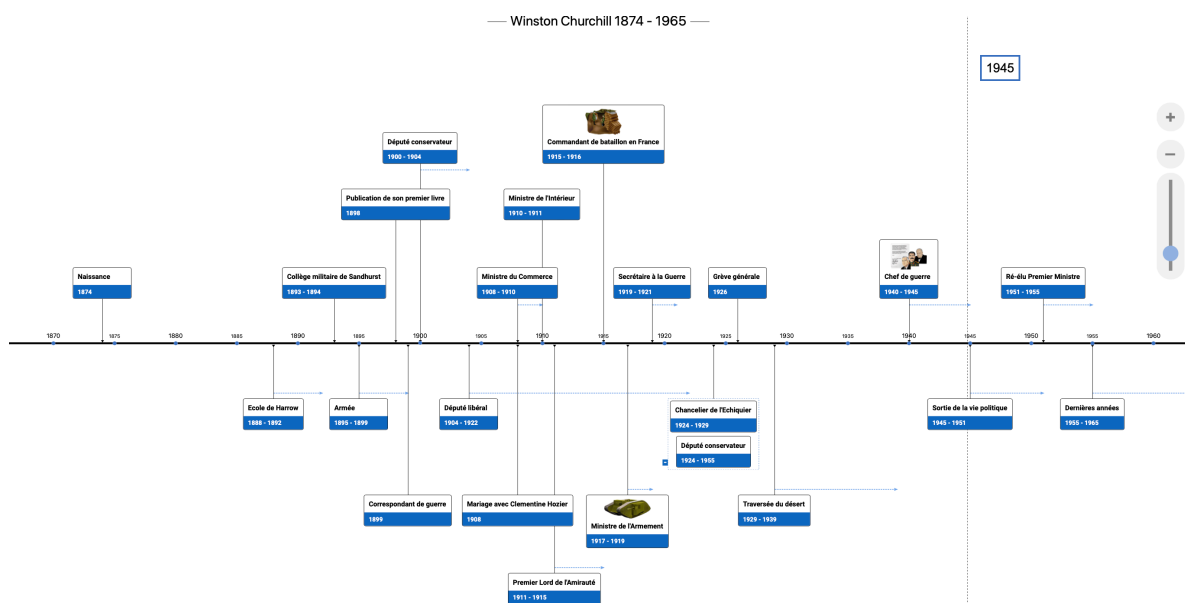 Winston Churchill 1874 - 1965
1945
Commandant de bataillon en France
1915 - 1916
Député conservateur
1900 - 1904
Publication de son premier livre
1898
Ministre de l'Intérieur
1910 - 1911
Naissance
1874
Collège militaire de Sandhurst
1893 - 1894
Ministre du Commerce
1908 - 1910
Secrétaire à la Guerre
1919 - 1921
Grève générale
1926
Chef de guerre
1940 - 1945
Ré-élu Premier Ministre
1951 - 1955
1870 1875 1880 1885 1890 1895 1900 1905 1910 1915 1920 1925 1930 1935 1940 1945 1950 1955 1960
Ecole de Harrow
1888 - 1892
Armée
1895 - 1899
Député libéral
1904 - 1922
Chancelier de l'Echiquier
1924 - 1929
Député conservateur
1924 - 1955
Sortie de la vie politique
1945 - 1951
Dernières années
1955 - 1965
Correspondant de guerre
1899
Mariage avec Clementine Hozier
1908
Ministre de l'Armement
1917 - 1919
Traversée du désert
1929 - 1939
Premier Lord de l'Amirauté
1911 - 1915